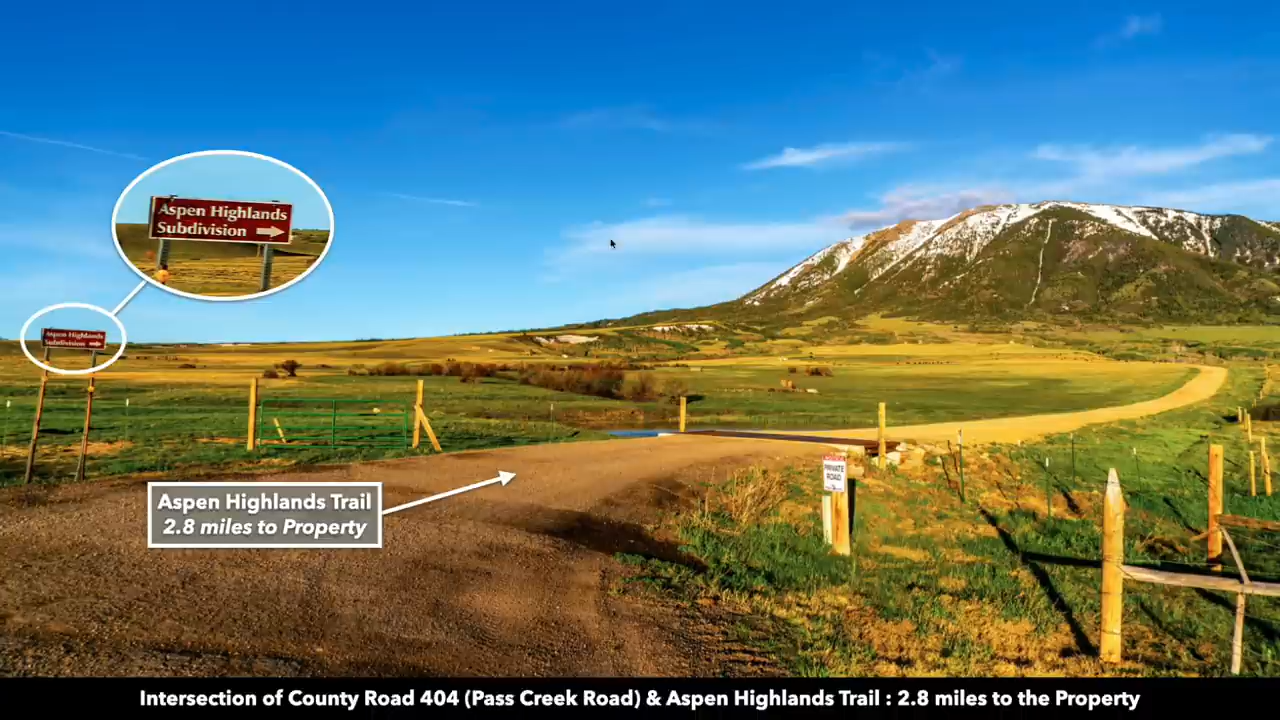 Aspen Highlands
Subdivision
Aspen Highlands
Subdivision
PRIVATE
ROAD
Aspen Highlands Trail
2.8 miles to Property
Intersection of County Road 404 (Pass Creek Road) & Aspen Highlands Trail : 2.8 miles to the Property